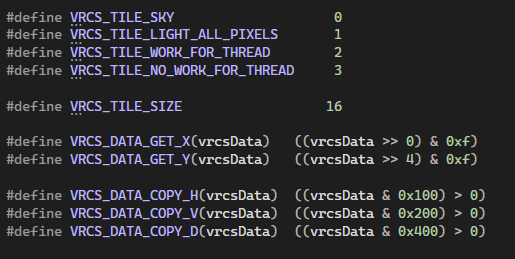 #define VRCS_TILE_SKY 0
#define VRCS_TILE_LIGHT_ALL_PIXELS 1
#define VRCS_TILE_WORK_FOR_THREAD 2
#define VRCS_TILE_NO_WORK_FOR_THREAD 3
#define VRCS_TILE_SIZE 16
#define VRCS_DATA_GET_X(vrcsData) ((vrcsData >> 0) & 0xf)
#define VRCS_DATA_GET_Y(vrcsData) ((vrcsData >> 4) & 0xf)
#define VRCS_DATA_COPY_H(vrcsData) ((vrcsData & 0x100) > 0)
#define VRCS_DATA_COPY_V(vrcsData) ((vrcsData & 0x200) > 0)
#define VRCS_DATA_COPY_D(vrcsData) ((vrcsData & 0x400) > 0)